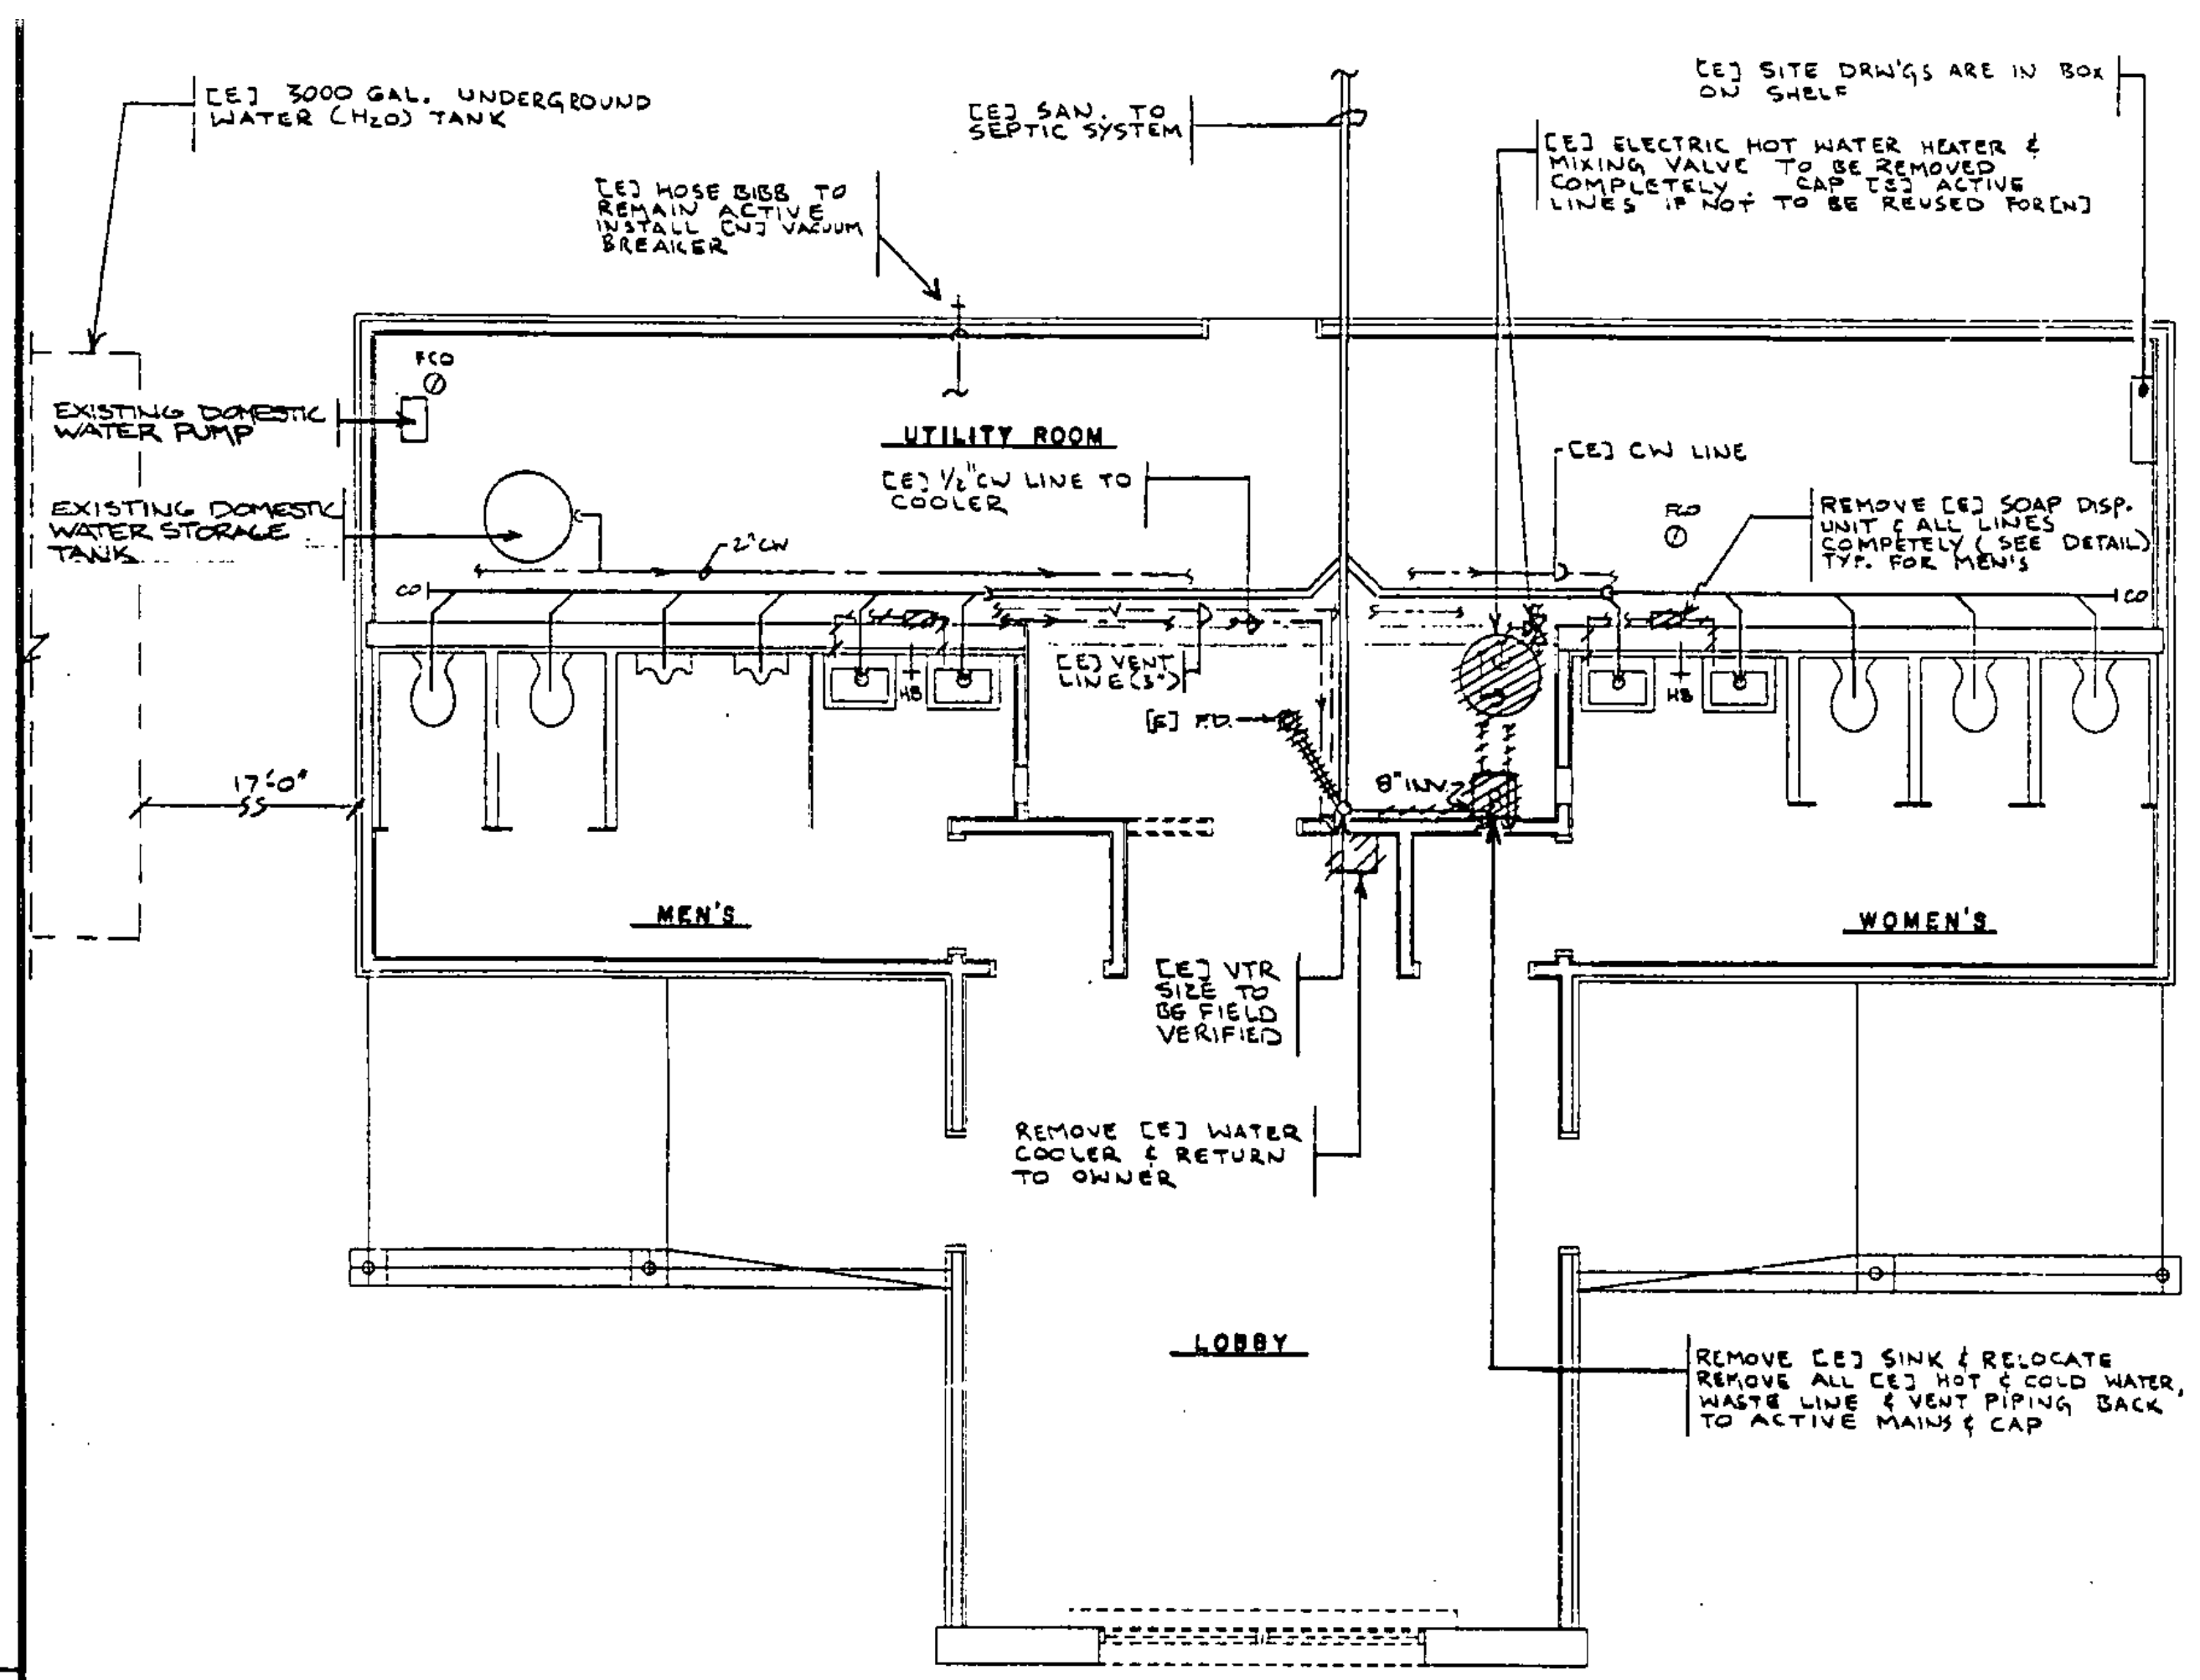 [E] 3000 GAL. UNDERGROUND
WATER (H2O) TANK
[E] SAN. TO
SEPTIC SYSTEM
[E] SITE DRW'GS ARE IN BOX
ON SHELF
[E] HOSE BIBB TO
REMAIN ACTIVE
INSTALL [N] VACUUM
BREAKER
[E] ELECTRIC HOT WATER HEATER &
MIXING VALVE TO BE REMOVED
COMPLETELY. CAP [E] ACTIVE
LINES IF NOT TO BE REUSED FOR [N]
FCO
EXISTING DOMESTIC
WATER PUMP
UTILITY ROOM
[E] CW LINE
[E] 1/2" CW LINE TO
COOLER
EXISTING DOMESTIC
WATER STORAGE
TANK
FCO
REMOVE [E] SOAP DISP.
UNIT & ALL LINES
COMPETELY (SEE DETAIL)
TYP. FOR MEN'S
2" CW
CO
CO
V
[E] VENT
LINE (3")
HB
HB
[E] F.D.
17'-0"
8" INV.
MEN'S
WOMEN'S
[E] VTR
SIZE TO
BE FIELD
VERIFIED
REMOVE [E] WATER
COOLER & RETURN
TO OWNER
LOBBY
REMOVE [E] SINK & RELOCATE
REMOVE ALL [E] HOT & COLD WATER,
WASTE LINE & VENT PIPING BACK
TO ACTIVE MAINS & CAP